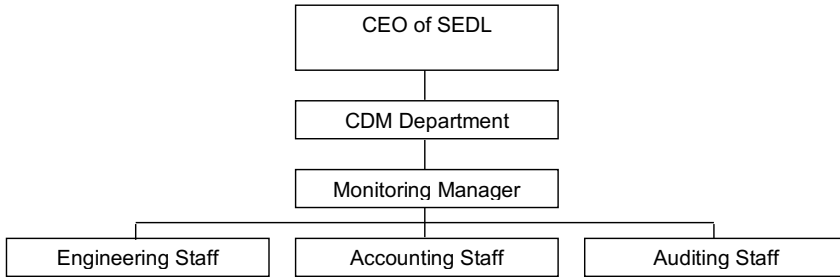 CEO of SEDL
CDM Department
Monitoring Manager
Engineering Staff
Accounting Staff
Auditing Staff